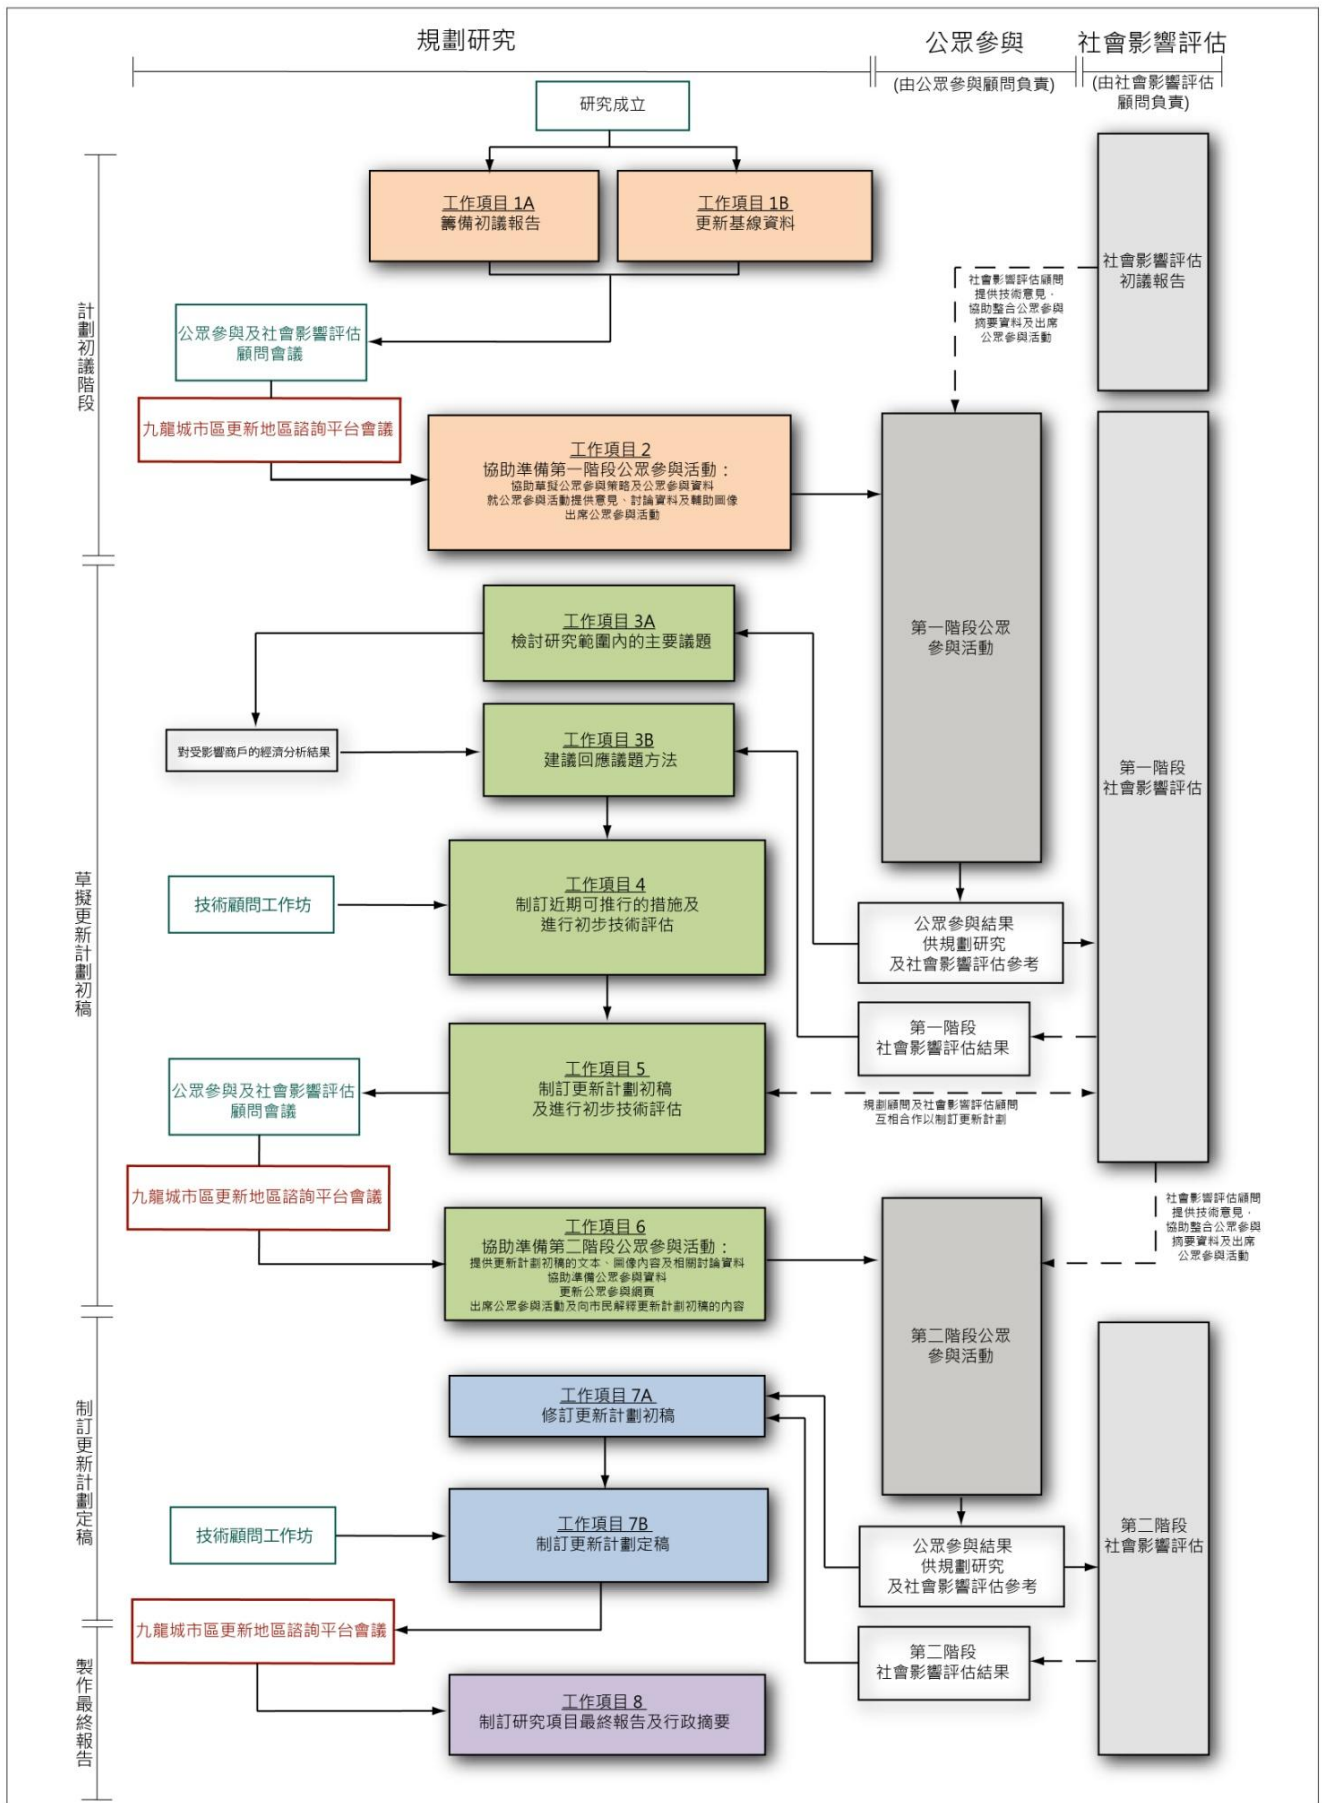 規劃研究
公眾參與
(由公眾參與顧問負責)
社會影響評估
(由社會影響評估
顧問負責)
研究成立
計劃初議階段
工作項目 1A
籌備初議報告
工作項目 1B
更新基線資料
社會影響評估
初議報告
社會影響評估顧問
提供技術意見，
協助整合公眾參與
摘要資料及出席
公眾參與活動
公眾參與及社會影響評估
顧問會議
九龍城市區更新地區諮詢平台會議
工作項目 2
協助準備第一階段公眾參與活動：
協助草擬公眾參與策略及公眾參與資料
就公眾參與活動提供意見、討論資料及輔助圖像
出席公眾參與活動
第一階段公眾
參與活動
草擬更新計劃初稿
工作項目 3A
檢討研究範圍內的主要議題
對受影響商戶的經濟分析結果
工作項目 3B
建議回應議題方法
第一階段
社會影響評估
技術顧問工作坊
工作項目 4
制訂近期可推行的措施及
進行初步技術評估
公眾參與結果
供規劃研究
及社會影響評估參考
第一階段
社會影響評估結果
公眾參與及社會影響評估
顧問會議
工作項目 5
制訂更新計劃初稿
及進行初步技術評估
規劃顧問及社會影響評估顧問
互相合作以制訂更新計劃
九龍城市區更新地區諮詢平台會議
社會影響評估顧問
提供技術意見，
協助整合公眾參與
摘要資料及出席
公眾參與活動
工作項目 6
協助準備第二階段公眾參與活動：
提供更新計劃初稿的文本、圖像內容及相關討論資料
協助準備公眾參與資料
更新公眾參與網頁
出席公眾參與活動及向市民解釋更新計劃初稿的內容
第二階段公眾
參與活動
制訂更新計劃定稿
工作項目 7A
修訂更新計劃初稿
技術顧問工作坊
工作項目 7B
制訂更新計劃定稿
公眾參與結果
供規劃研究
及社會影響評估參考
第二階段
社會影響評估
九龍城市區更新地區諮詢平台會議
第二階段
社會影響評估結果
製作最終報告
工作項目 8
制訂研究項目最終報告及行政摘要